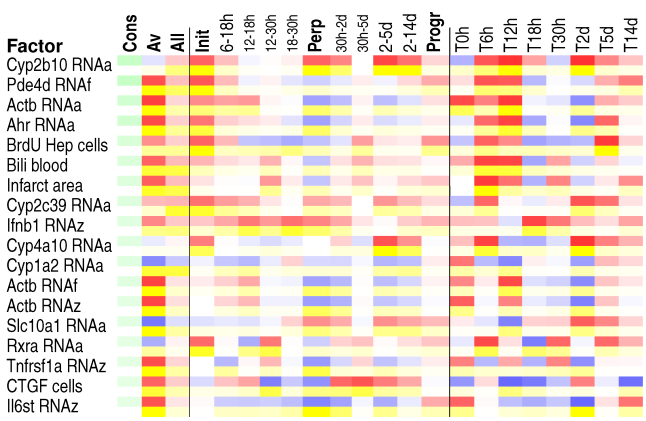 Factor Cons Av All Init 6-18h 12-18h 12-30h 18-30h Perp 30h-2d 30h-5d 2-5d 2-14d Progr T0h T6h T12h T18h T30h T2d T5d T14d
Cyp2b10 RNAa
Pde4d RNAf
Actb RNAa
Ahr RNAa
BrdU Hep cells
Bili blood
Infarct area
Cyp2c39 RNAa
Ifnb1 RNAz
Cyp4a10 RNAa
Cyp1a2 RNAa
Actb RNAf
Actb RNAz
Slc10a1 RNAa
Rxra RNAa
Tnfrsf1a RNAz
CTGF cells
Il6st RNAz